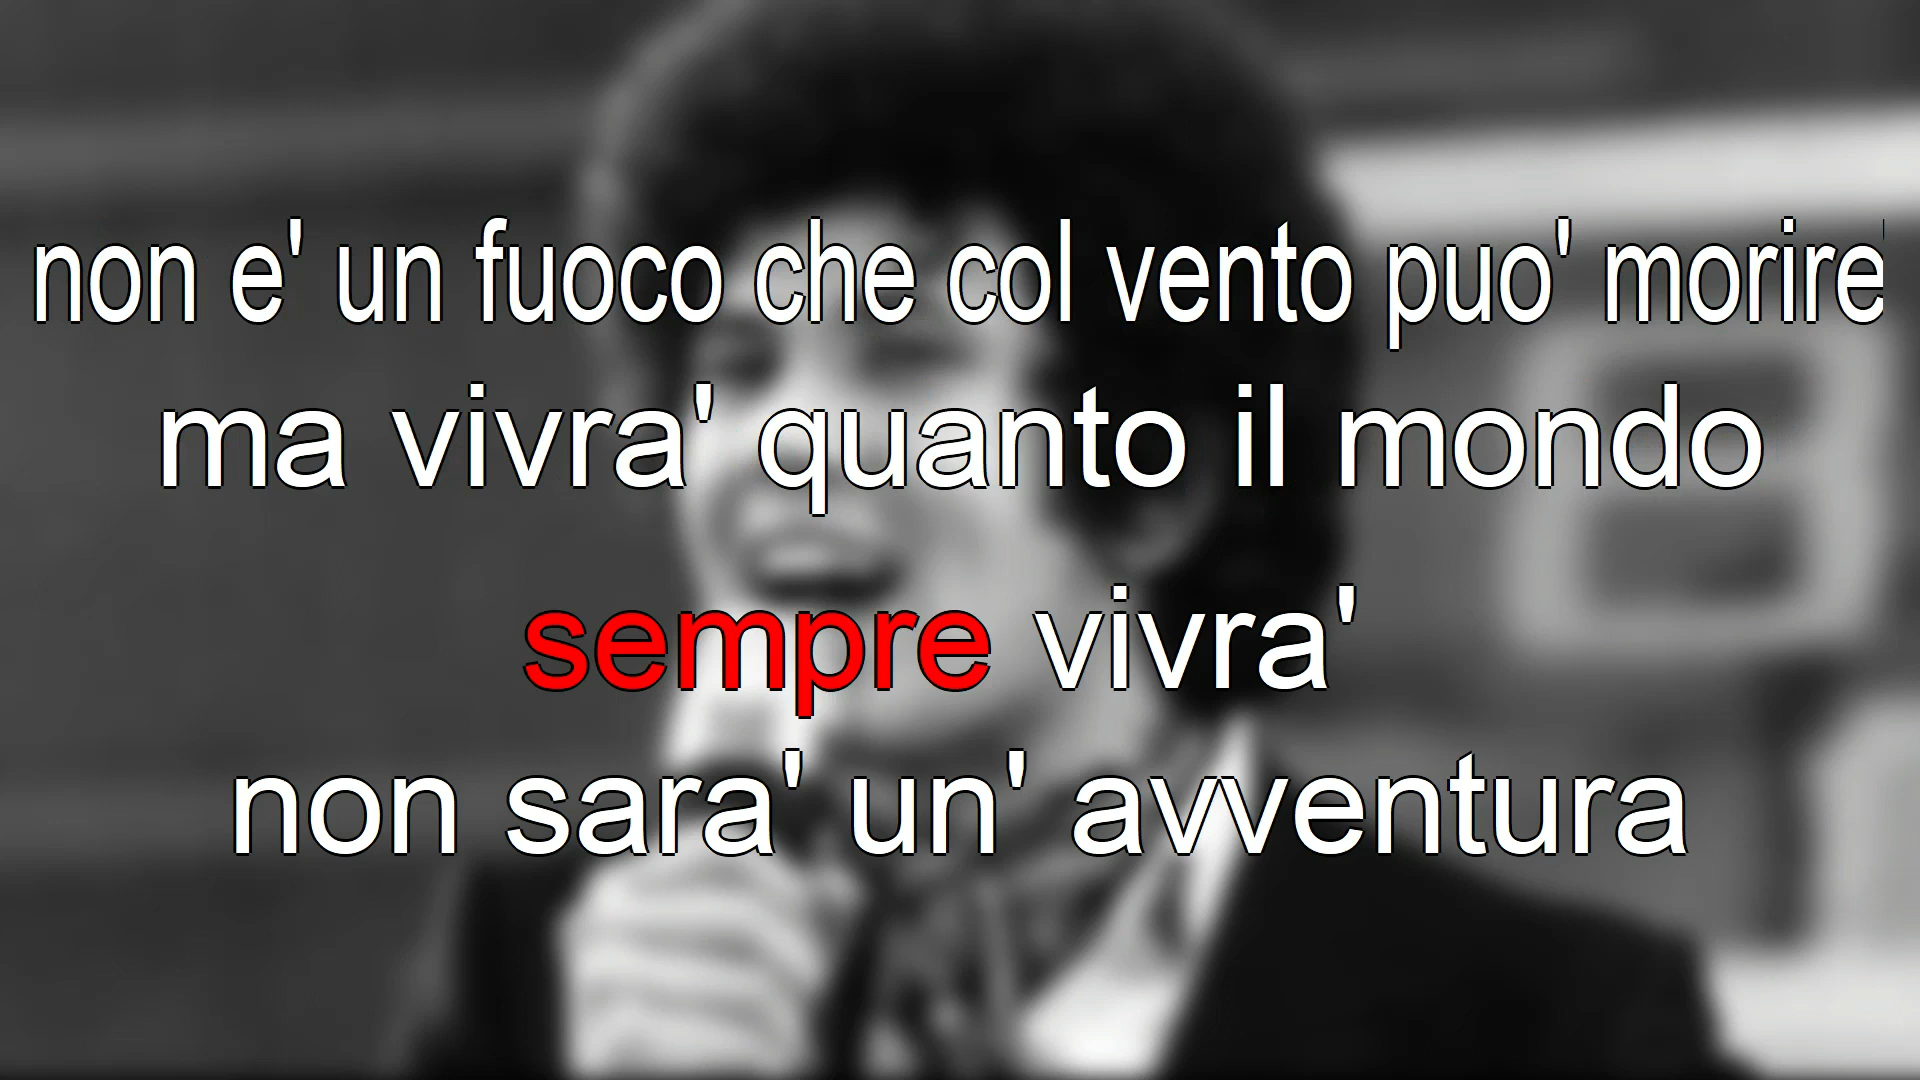 non e' un fuoco che col vento puo' morire'
ma vivra' quanto il mondo
sempre vivra'
non sara' un' avventura